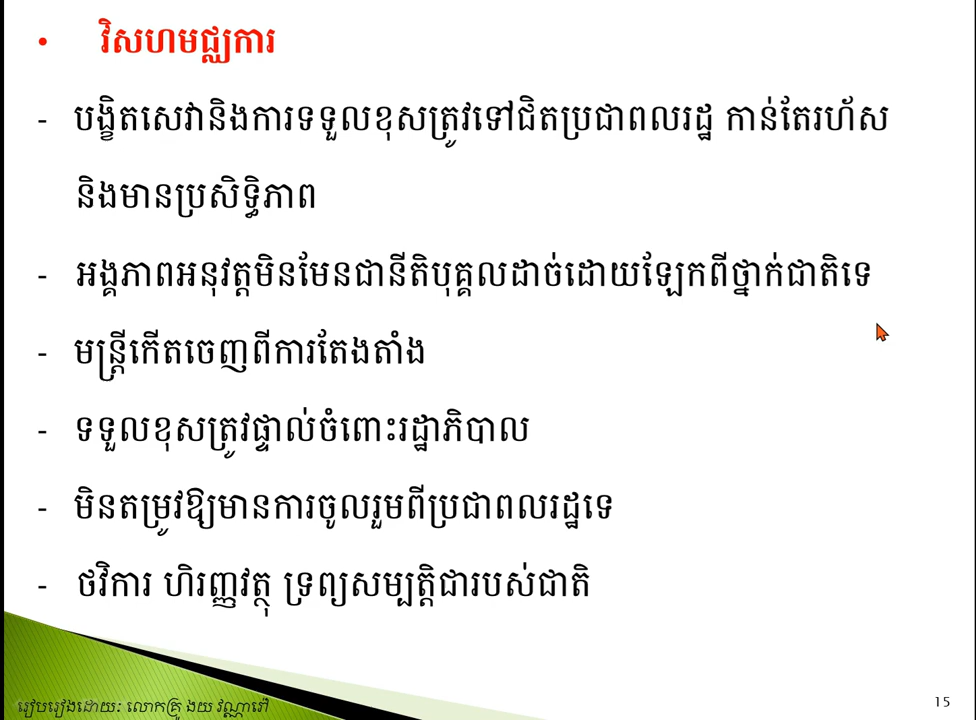 • វិសហមជ្ឈការ
- បង្ខិតសេវានិងការទទួលខុសត្រូវទៅជិតប្រជាពលរដ្ឋ កាន់តែរហ័ស
និងមានប្រសិទ្ធិភាព
- អង្គភាពអនុវត្តមិនមែនជានីតិបុគ្គលដាច់ដោយឡែកពីថ្នាក់ជាតិទេ
- មន្ត្រីកើតចេញពីការតែងតាំង
- ទទួលខុសត្រូវផ្ទាល់ចំពោះរដ្ឋាភិបាល
- មិនតម្រូវឱ្យមានការចូលរួមពីប្រជាពលរដ្ឋទេ
- ថវិការ ហិរញ្ញវត្ថុ ទ្រព្យសម្បត្តិជារបស់ជាតិ
រៀបរៀងដោយ: លោកគ្រូ ងយ វណ្ណារៅ
15